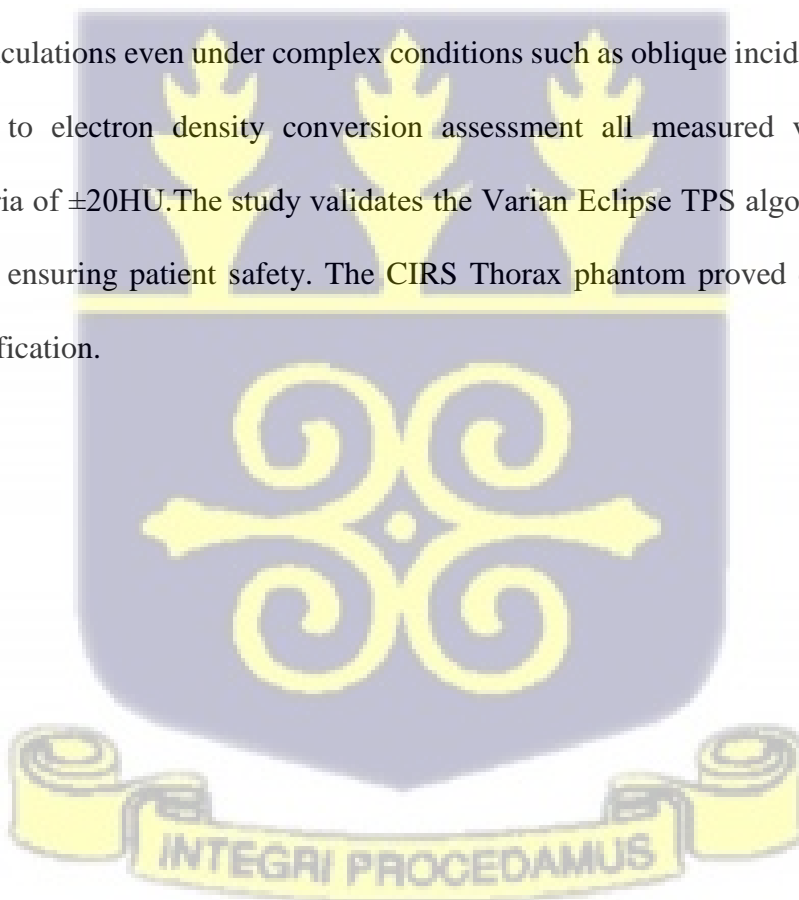 culations even under complex conditions such as oblique incid
to electron density conversion assessment all measured
ria of ±20HU.The study validates the Varian Eclipse TPS algo
ensuring patient safety. The CIRS Thorax phantom proved
fication.
INTEGRI PROCEDAMUS